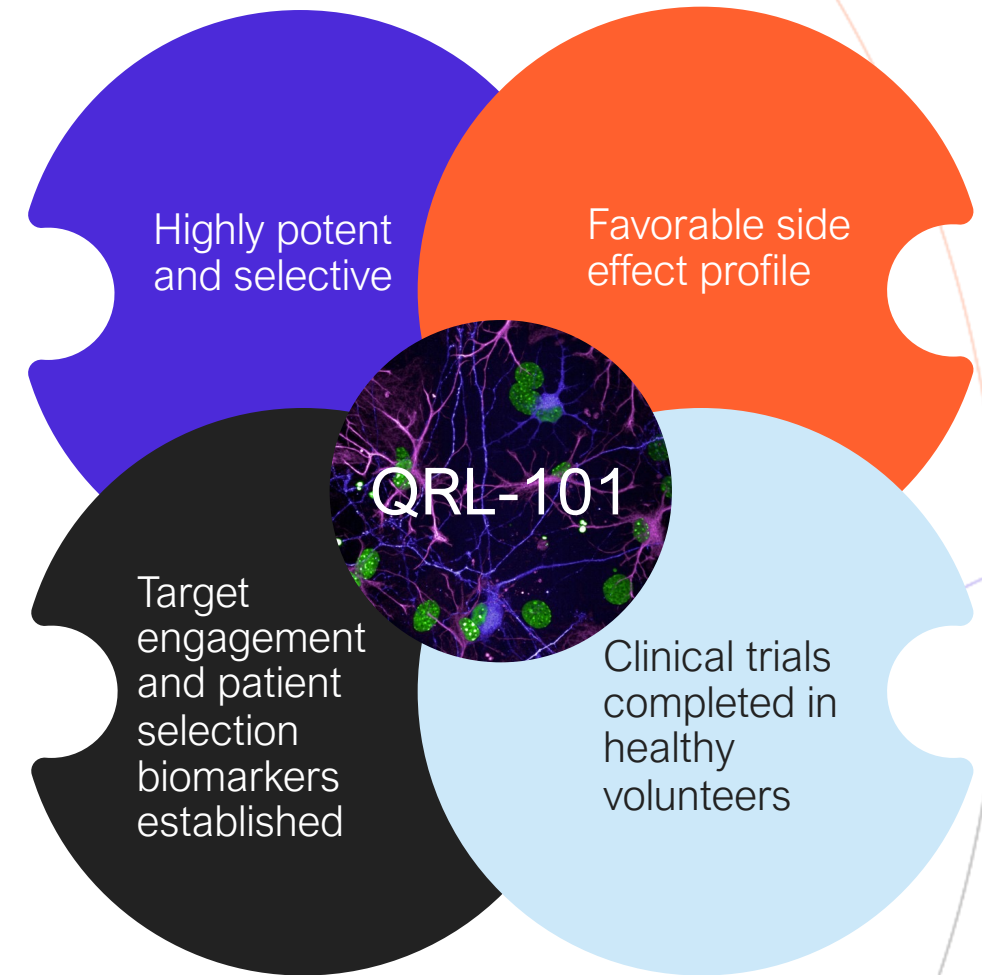 Highly potent
and selective
Favorable side
effect profile
QRL-101
Target
engagement
and patient
selection
biomarkers
established
Clinical trials
completed in
healthy
volunteers